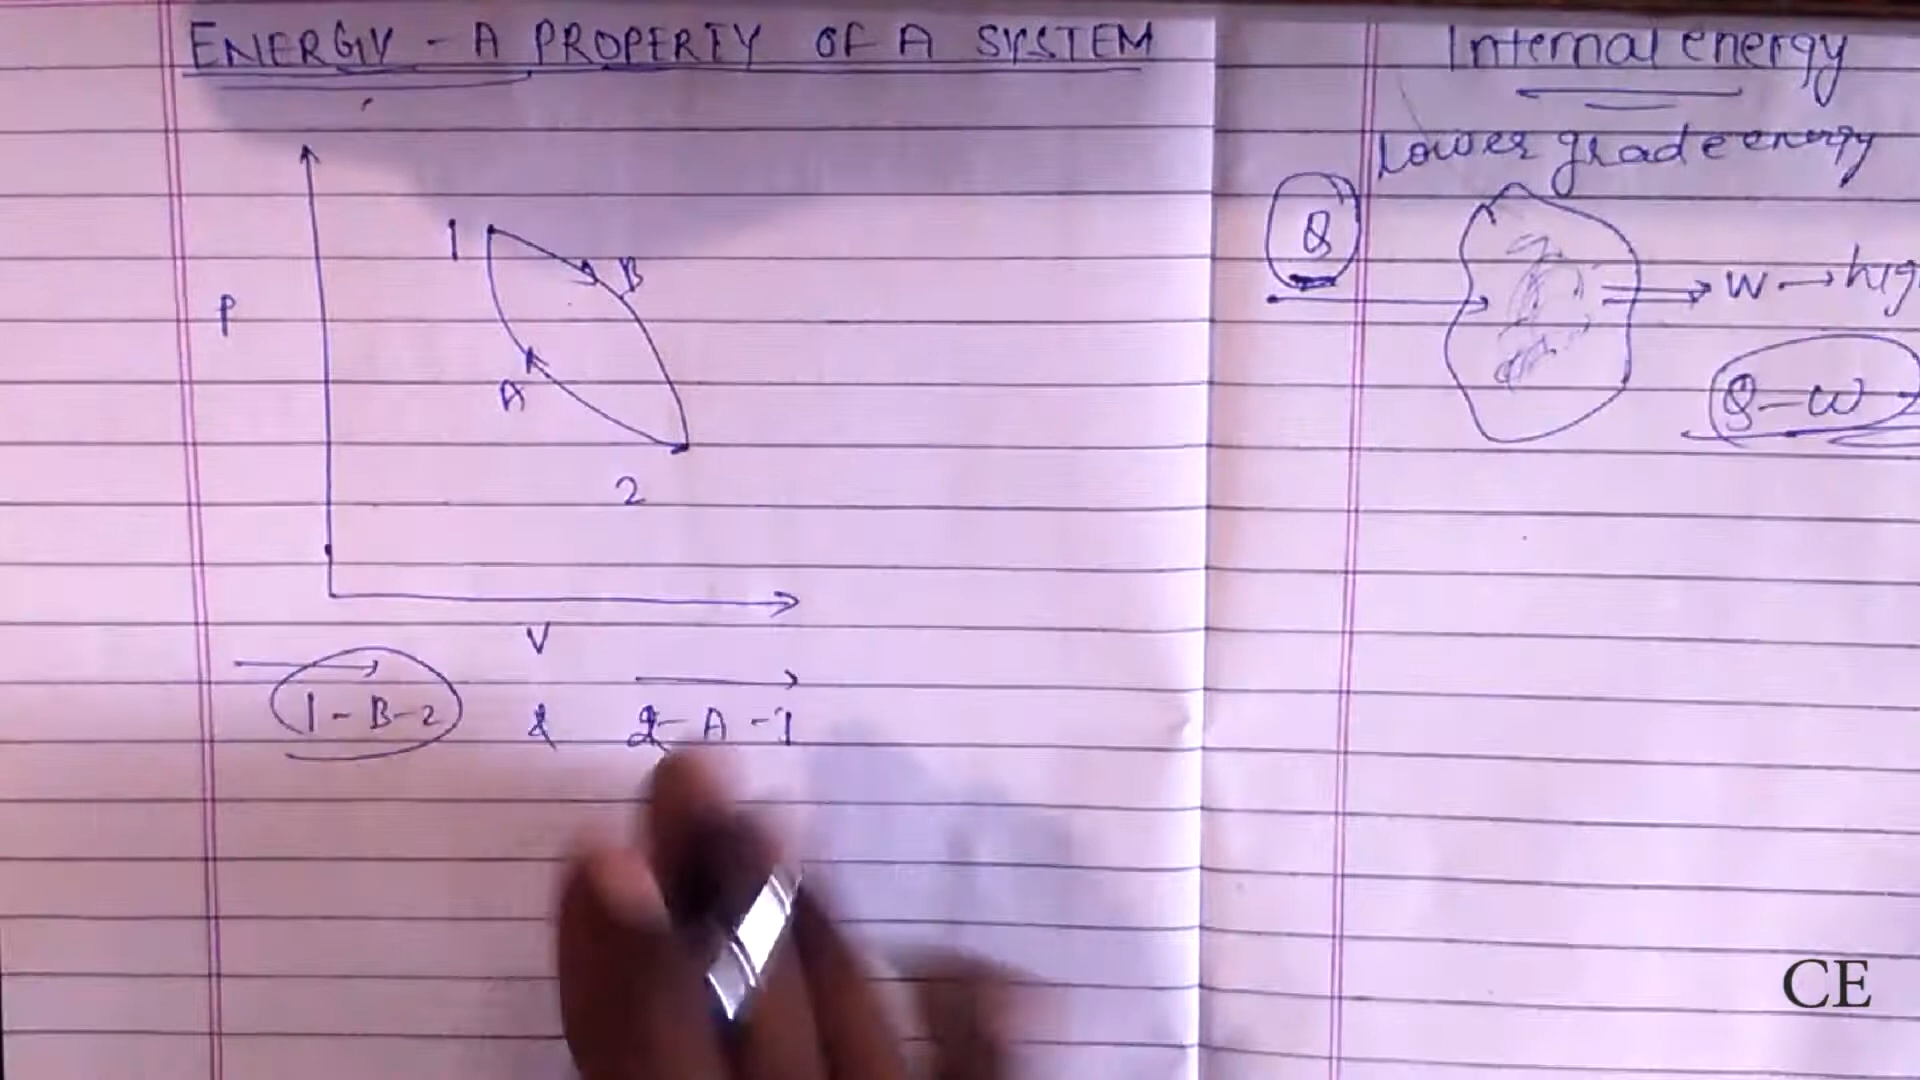 ENERGY - A PROPERTY OF A SYSTEM
1
B
P
A
2
V
1 - B - 2 & 2 - A - 1
Internal energy
Lower grade energy
Q
W → hig
Q - W
CE